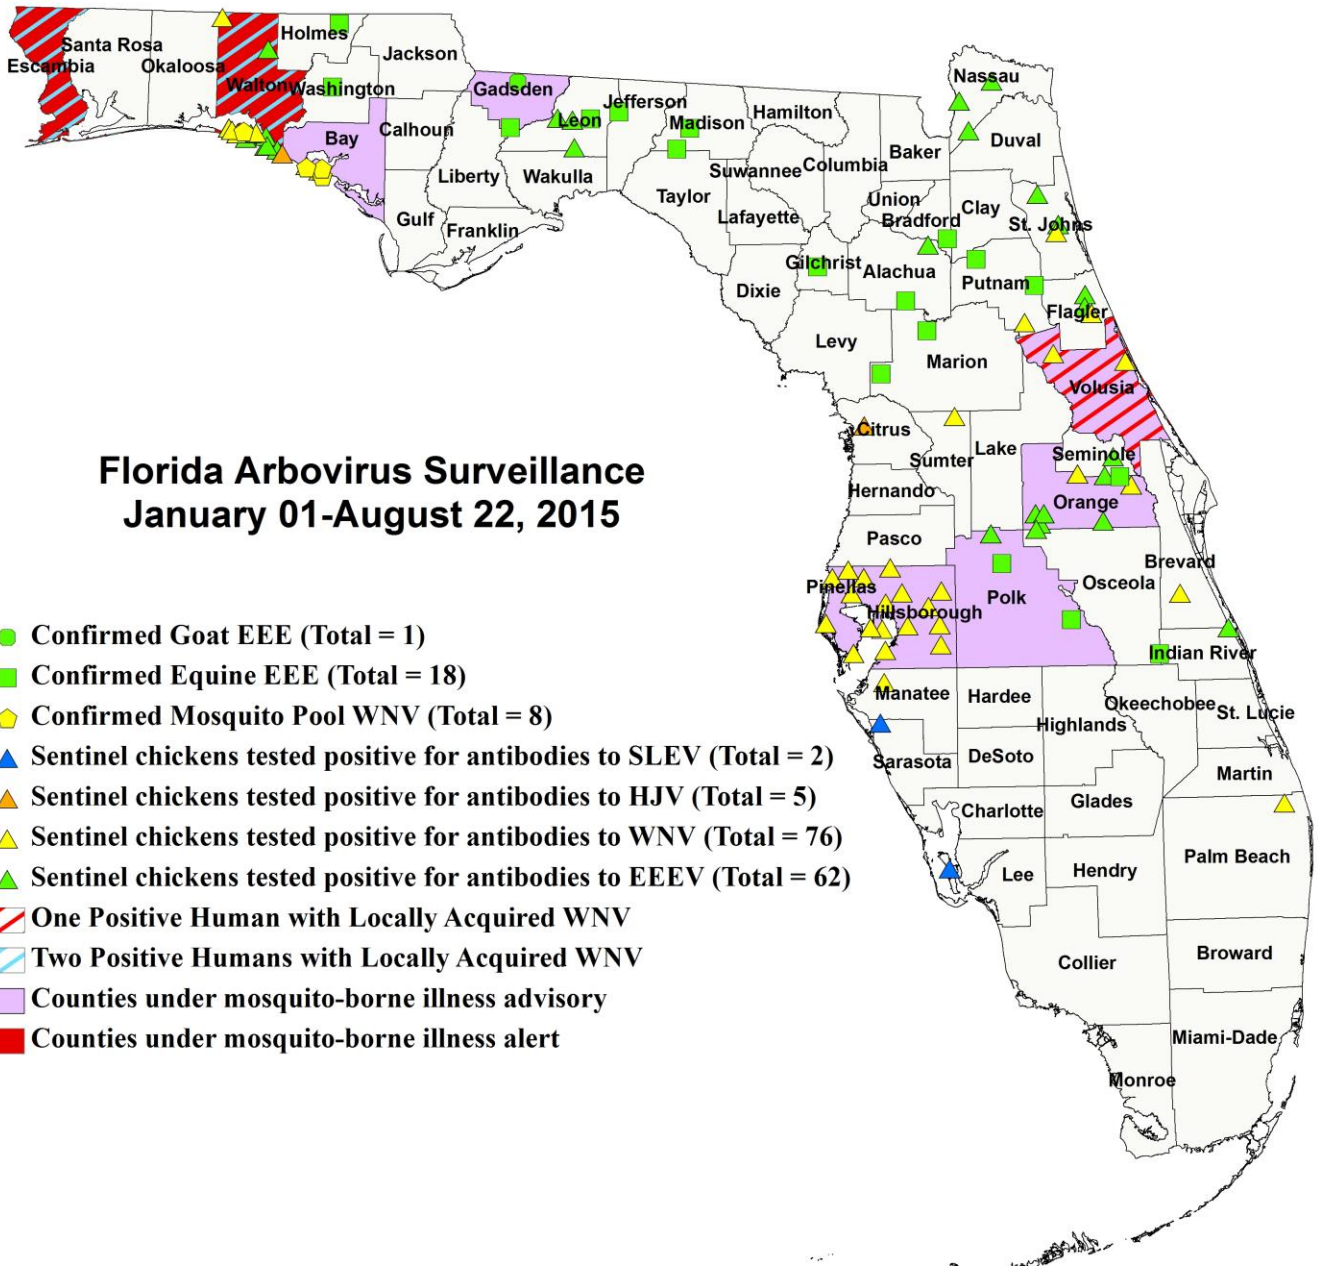 Holmes
Jackson
Santa Rosa
Escambia
Okaloosa
Walton
Washington
Gadsden
Jefferson
Leon
Madison
Hamilton
Nassau
Duval
Bay
Calhoun
Liberty
Wakulla
Taylor
Suwannee
Columbia
Baker
Union
Bradford
Clay
St. Johns
Gulf
Franklin
Lafayette
Dixie
Gilchrist
Alachua
Putnam
Flagler
Levy
Marion
Volusia
Citrus
Sumter
Lake
Seminole
Hernando
Orange
Pasco
Brevard
Osceola
Pinellas
Hillsborough
Polk
Indian River
Manatee
Hardee
Highlands
Okeechobee
St. Lucie
Sarasota
DeSoto
Martin
Charlotte
Glades
Lee
Hendry
Palm Beach
Collier
Broward
Miami-Dade
Monroe
Florida Arbovirus Surveillance
January 01-August 22, 2015
Confirmed Goat EEE (Total = 1)
Confirmed Equine EEE (Total = 18)
Confirmed Mosquito Pool WNV (Total = 8)
Sentinel chickens tested positive for antibodies to SLEV (Total = 2)
Sentinel chickens tested positive for antibodies to HJV (Total = 5)
Sentinel chickens tested positive for antibodies to WNV (Total = 76)
Sentinel chickens tested positive for antibodies to EEEV (Total = 62)
One Positive Human with Locally Acquired WNV
Two Positive Humans with Locally Acquired WNV
Counties under mosquito-borne illness advisory
Counties under mosquito-borne illness alert